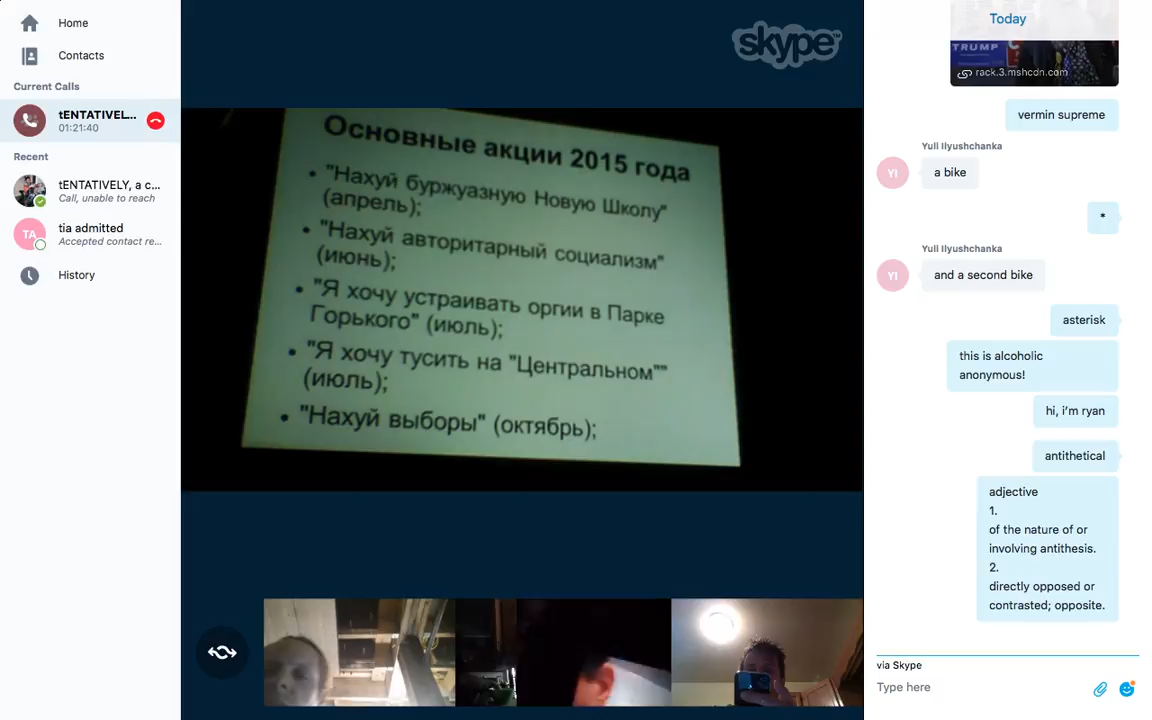 Home
Contacts
Current Calls
tENTATIVEL...
01:21:40
Recent
tENTATIVELY, a c...
Call, unable to reach
TA
tia admitted
Accepted contact re...
History
skype™
Основные акции 2015 года
• "Нахуй буржуазную Новую Школу"
(апрель);
• "Нахуй авторитарный социализм"
(июнь);
• "Я хочу устраивать оргии в Парке
Горького" (июль);
• "Я хочу тусить на "Центральном""
(июль);
• "Нахуй выборы" (октябрь);
Today
TRUMP
rack.3.mshcdn.com
vermin supreme
Yuli Ilyushchanka
YI
a bike
*
Yuli Ilyushchanka
YI
and a second bike
asterisk
this is alcoholic
anonymous!
hi, i'm ryan
antithetical
adjective
1.
of the nature of or
involving antithesis.
2.
directly opposed or
contrasted; opposite.
via Skype
Type here